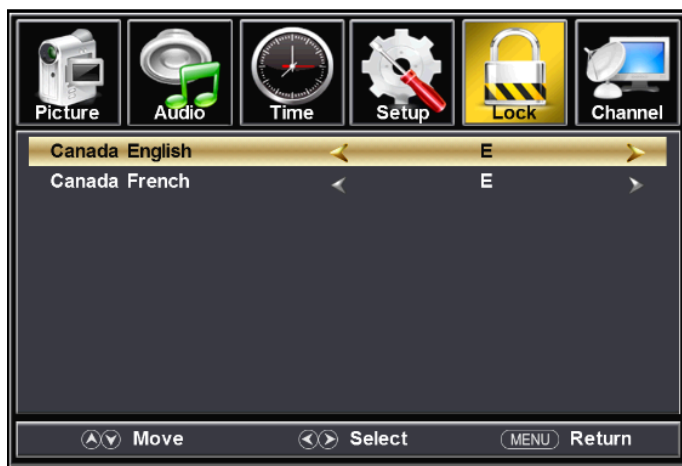 Picture Audio Time Setup Lock Channel
Canada English E
Canada French E
Move Select MENU Return